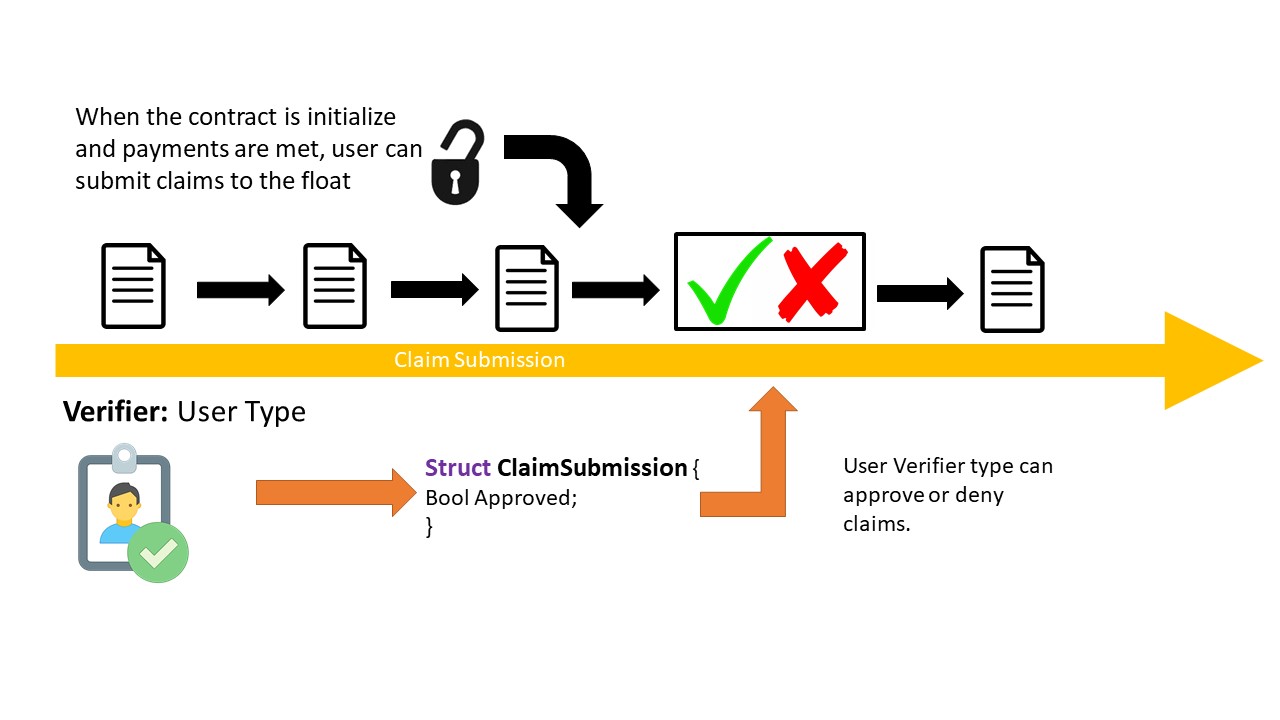 When the contract is initialize
and payments are met, user can
submit claims to the float
Claim Submission
Verifier: User Type
Struct ClaimSubmission {
Bool Approved;
}
User Verifier type can
approve or deny
claims.